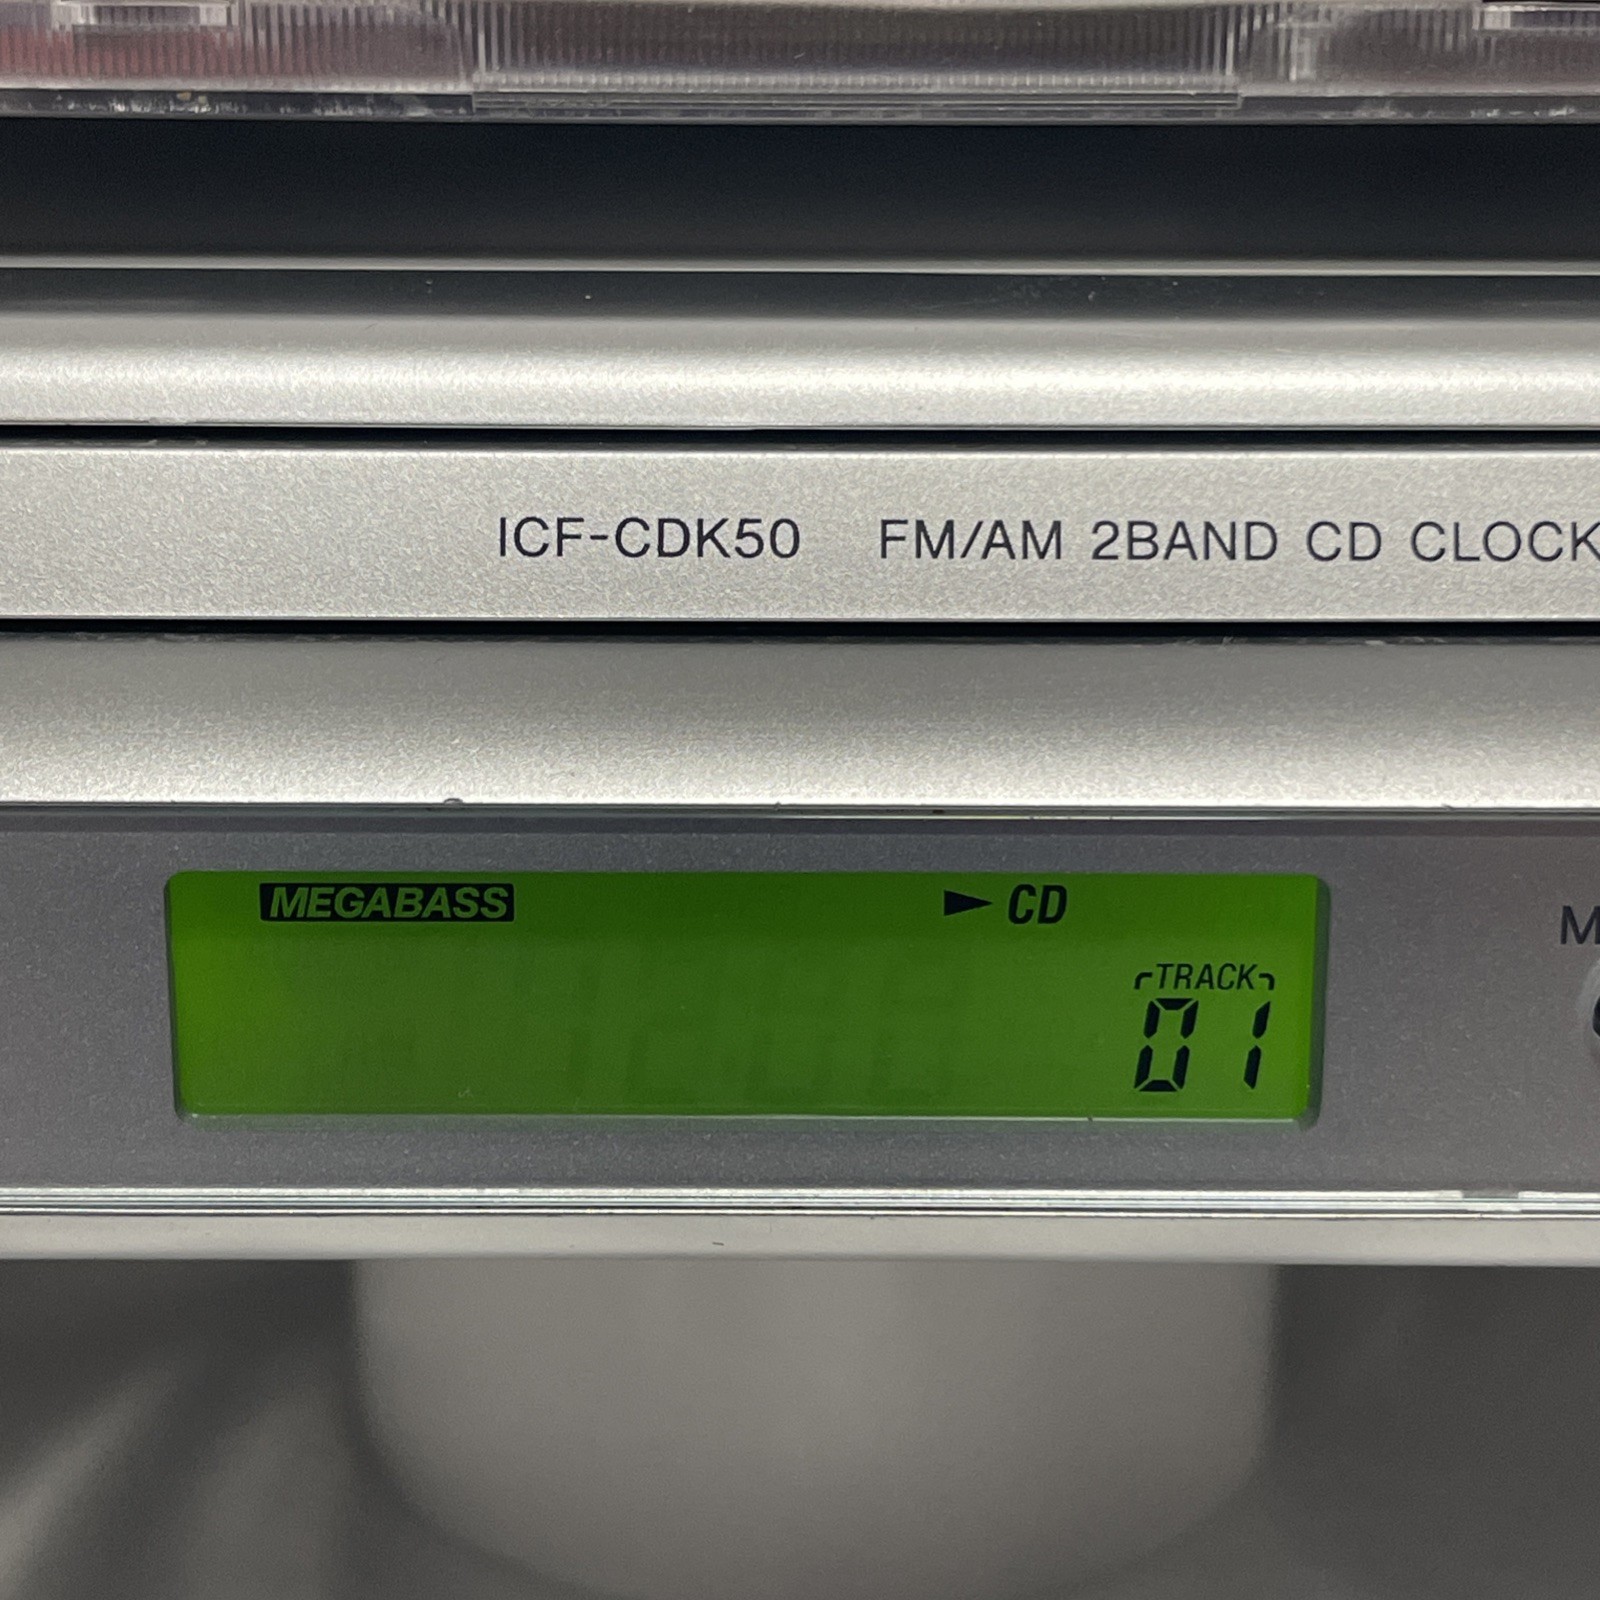 ICF-CDK50 FM/AM 2BAND CD CLOCK
MEGABASS ► CD
M
TRACK
01